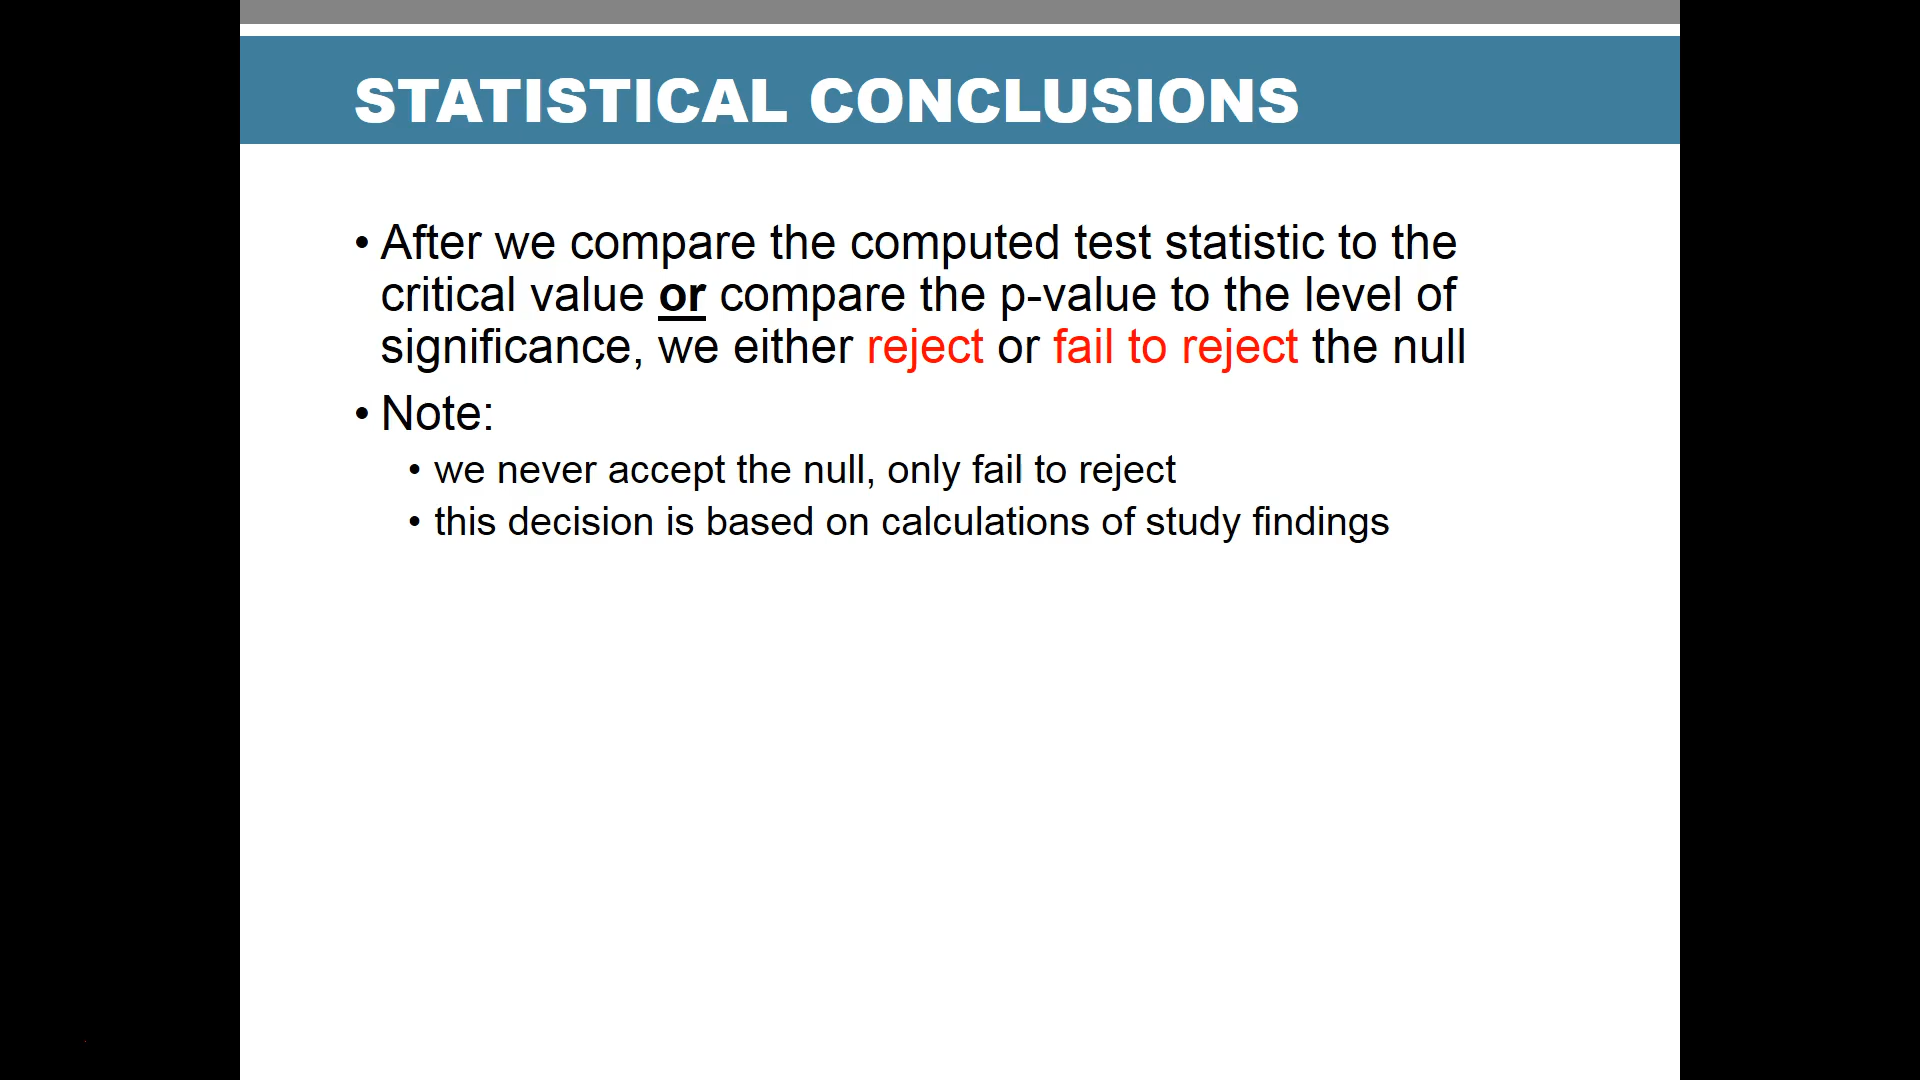 STATISTICAL CONCLUSIONS
• After we compare the computed test statistic to the
critical value or compare the p-value to the level of
significance, we either reject or fail to reject the null
• Note:
• we never accept the null, only fail to reject
• this decision is based on calculations of study findings